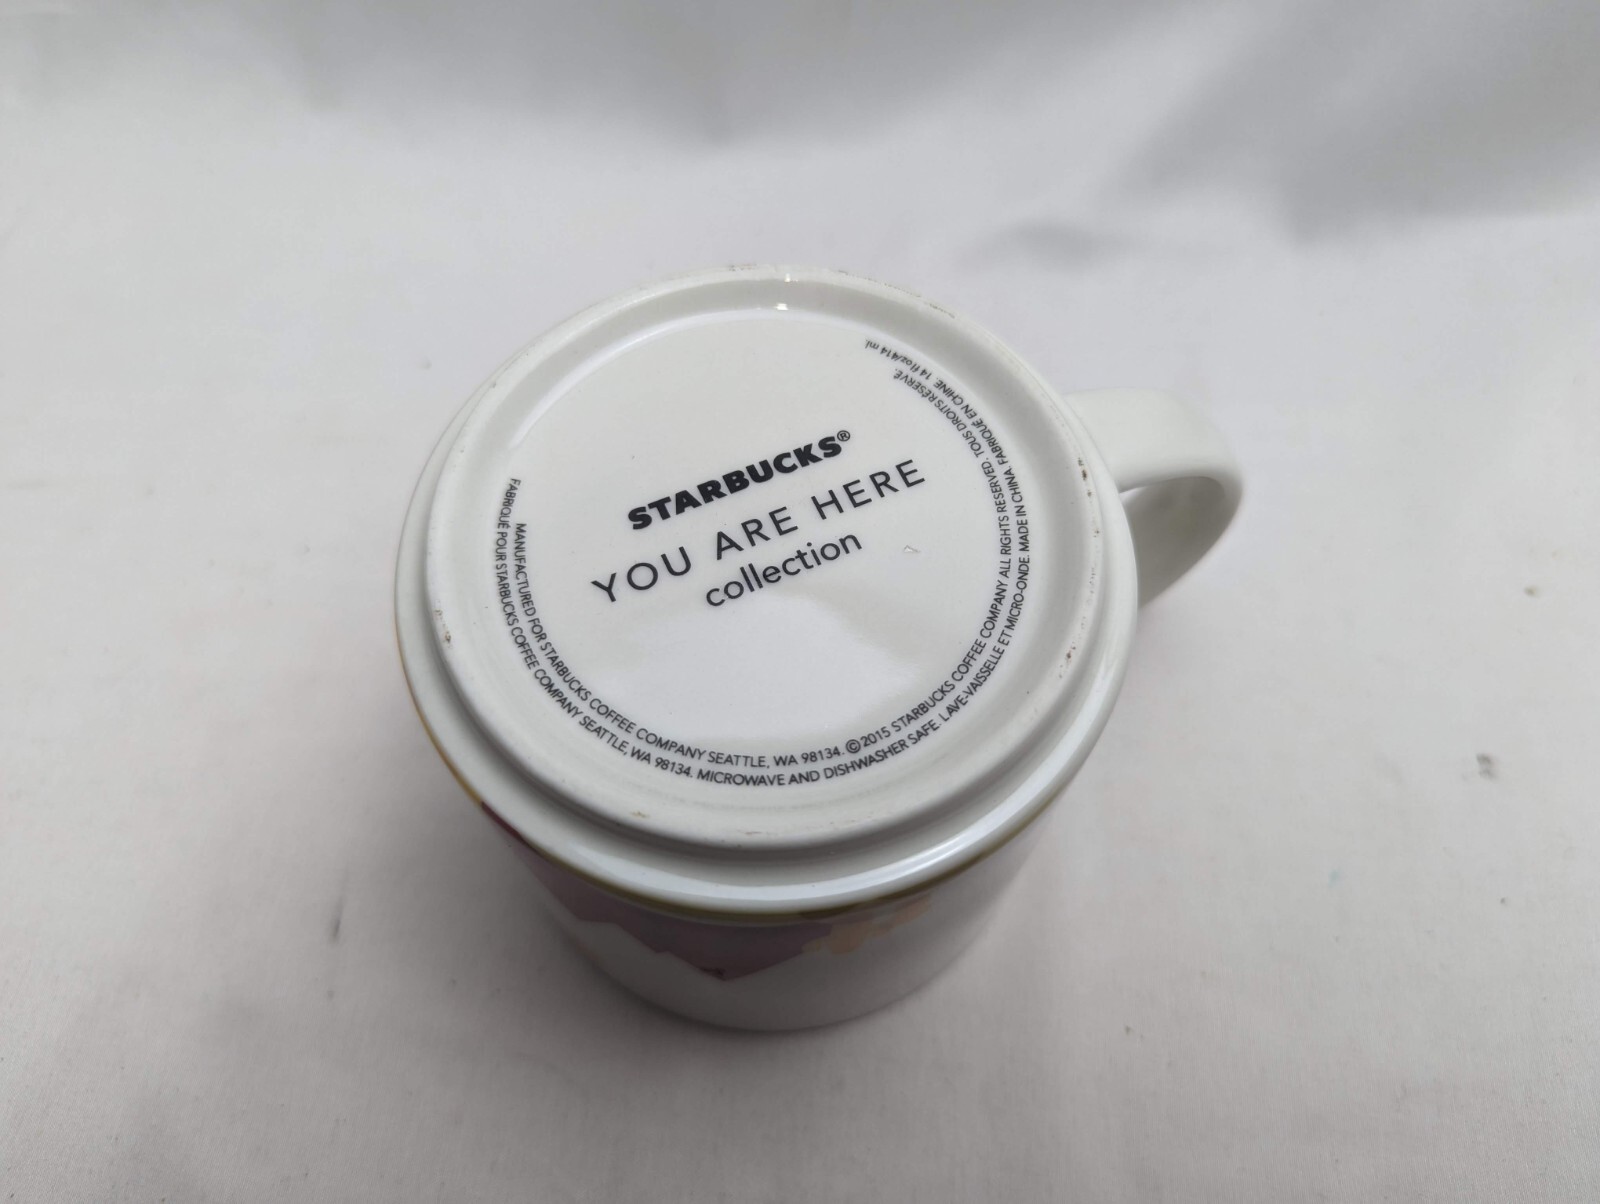 STARBUCKS®
YOU ARE HERE
collection
MANUFACTURED FOR STARBUCKS COFFEE COMPANY SEATTLE, WA 98134. ©2015 STARBUCKS COFFEE COMPANY ALL RIGHTS RESERVED. TOUS DROITS RÉSERVÉ.
FABRIQUÉ POUR STARBUCKS COFFEE COMPANY SEATTLE, WA 98134. MICROWAVE AND DISHWASHER SAFE. LAVE-VAISSELLE ET MICRO-ONDE. MADE IN CHINA. FABRIQUÉ EN CHINE. 14 fl oz/414 ml.